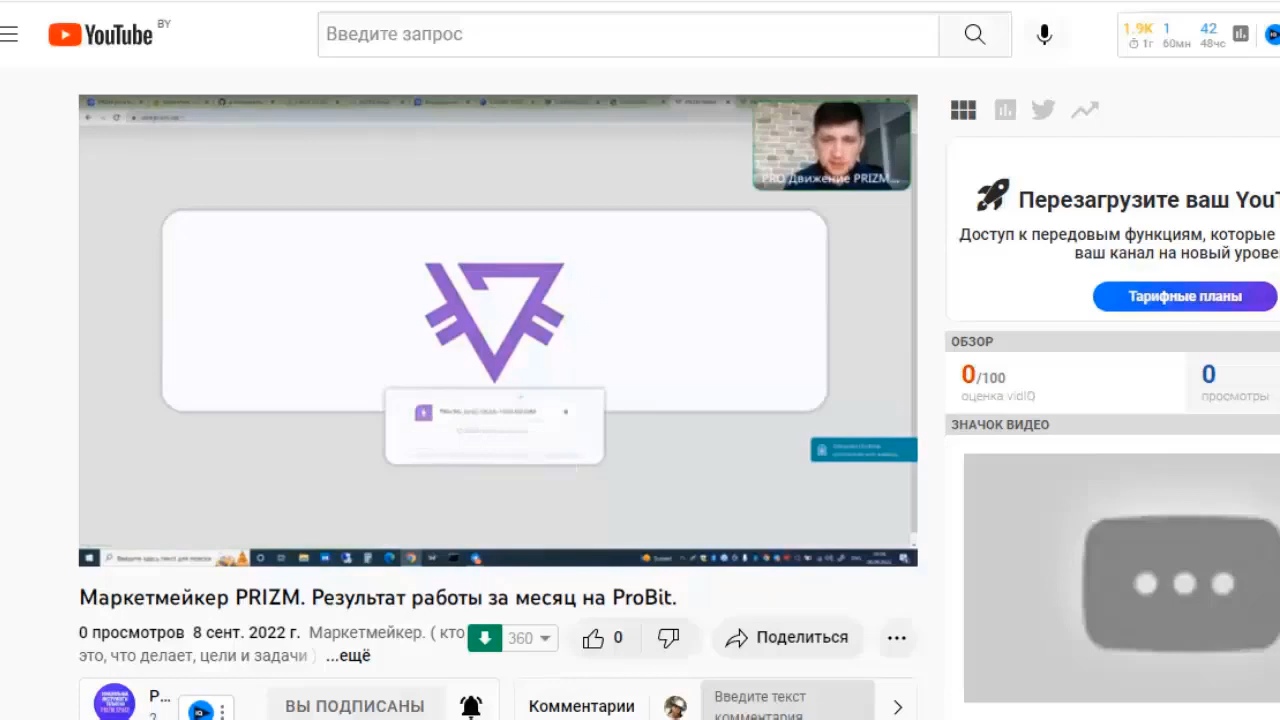 YouTube BY
Введите запрос
1.9K 1 42
1г 60мн 48чс
PRO Движение PRIZM...
Перезагрузите ваш YouT
Доступ к передовым функциям, которые
ваш канал на новый урове
Тарифные планы
ОБЗОР
0/100 0
оценка vidIQ просмотры
ЗНАЧОК ВИДЕО
Маркетмейкер PRIZM. Результат работы за месяц на ProBit.
0 просмотров 8 сент. 2022 г. Маркетмейкер. ( кто
это, что делает, цели и задачи ) ...ещё
360
0
Поделиться
P...
ВЫ ПОДПИСАНЫ
Комментарии
Введите текст
комментария